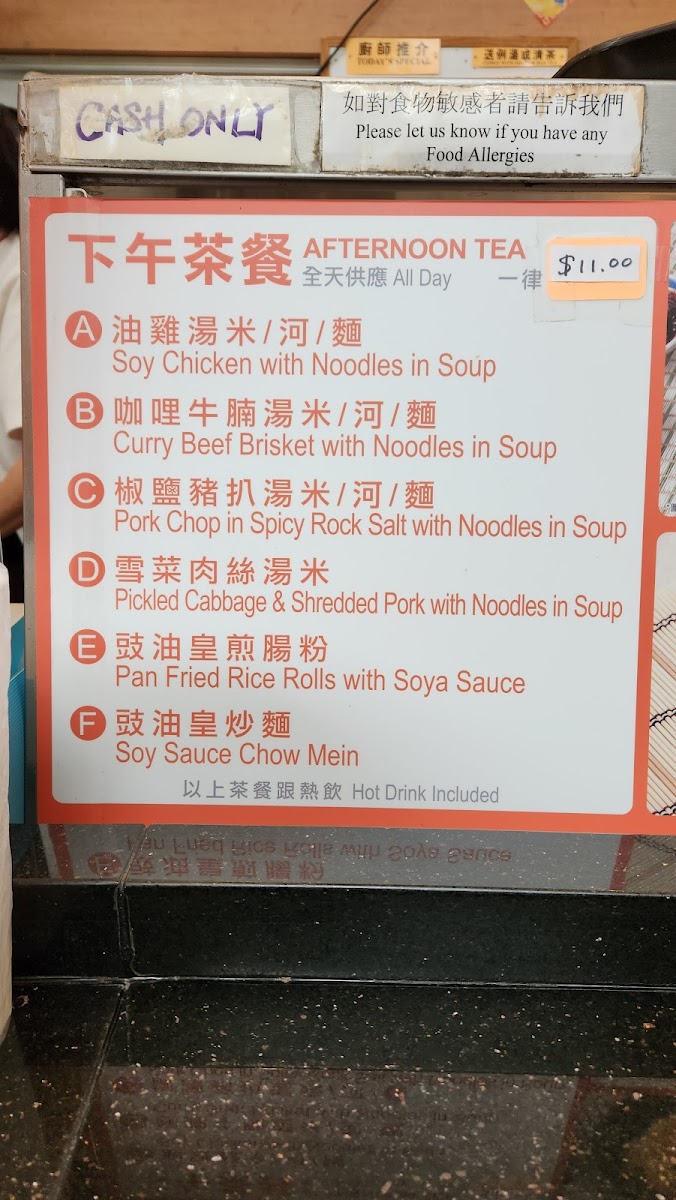 廚師推介
TODAY'S SPECIAL
送例湯或清茶
CASH ONLY
如對食物敏感者請告訴我們
Please let us know if you have any
Food Allergies
下午茶餐 AFTERNOON TEA
全天供應 All Day 一律 $11.00
A 油雞湯米/河/麵
Soy Chicken with Noodles in Soup
B 咖哩牛腩湯米/河/麵
Curry Beef Brisket with Noodles in Soup
C 椒鹽豬扒湯米/河/麵
Pork Chop in Spicy Rock Salt with Noodles in Soup
D 雪菜肉絲湯米
Pickled Cabbage & Shredded Pork with Noodles in Soup
E 豉油皇煎腸粉
Pan Fried Rice Rolls with Soya Sauce
F 豉油皇炒麵
Soy Sauce Chow Mein
以上茶餐跟熱飲 Hot Drink Included